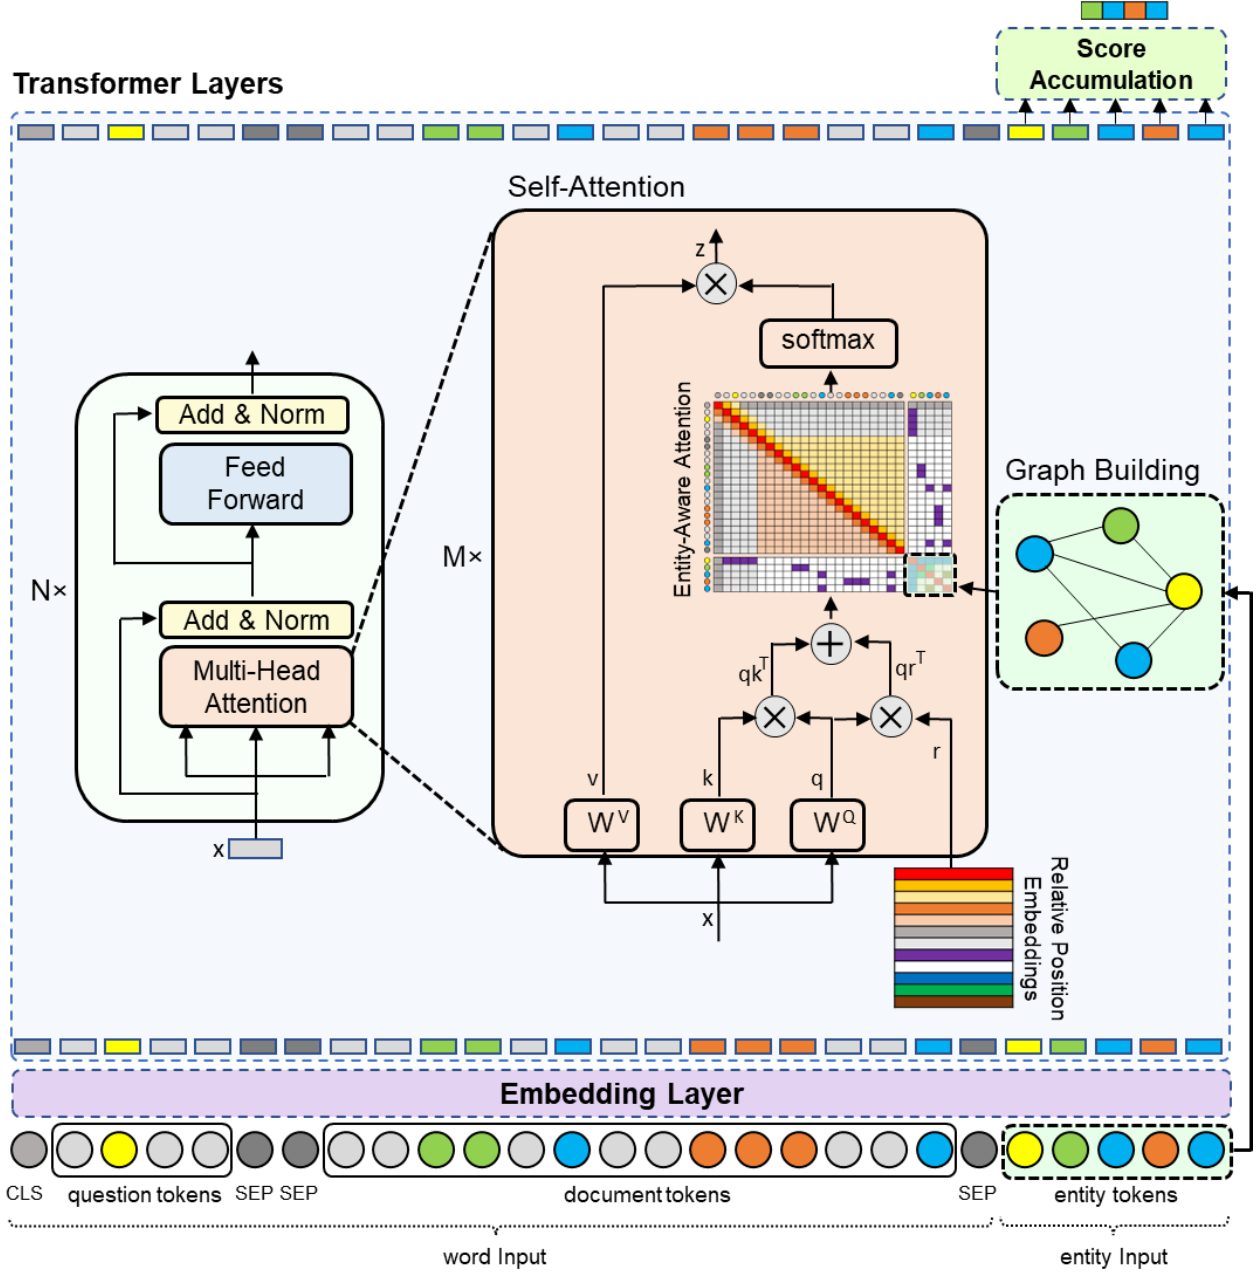 Score
Accumulation
Transformer Layers
Self-Attention
z
softmax
Add & Norm
Feed
Forward
Entity-Aware Attention
Graph Building
N×
M×
Add & Norm
Multi-Head
Attention
qkᵀ
qrᵀ
r
v
k
q
Wⱽ
Wᴷ
W^Q
x
x
Relative Position
Embeddings
Embedding Layer
CLS
question tokens
SEP SEP
document tokens
SEP
entity tokens
word Input
entity Input